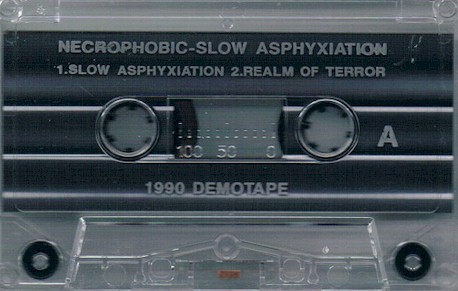 NECROPHOBIC-SLOW ASPHYXIATION
1.SLOW ASPHYXIATION 2.REALM OF TERROR
A
100 50 0
1990 DEMOTAPE